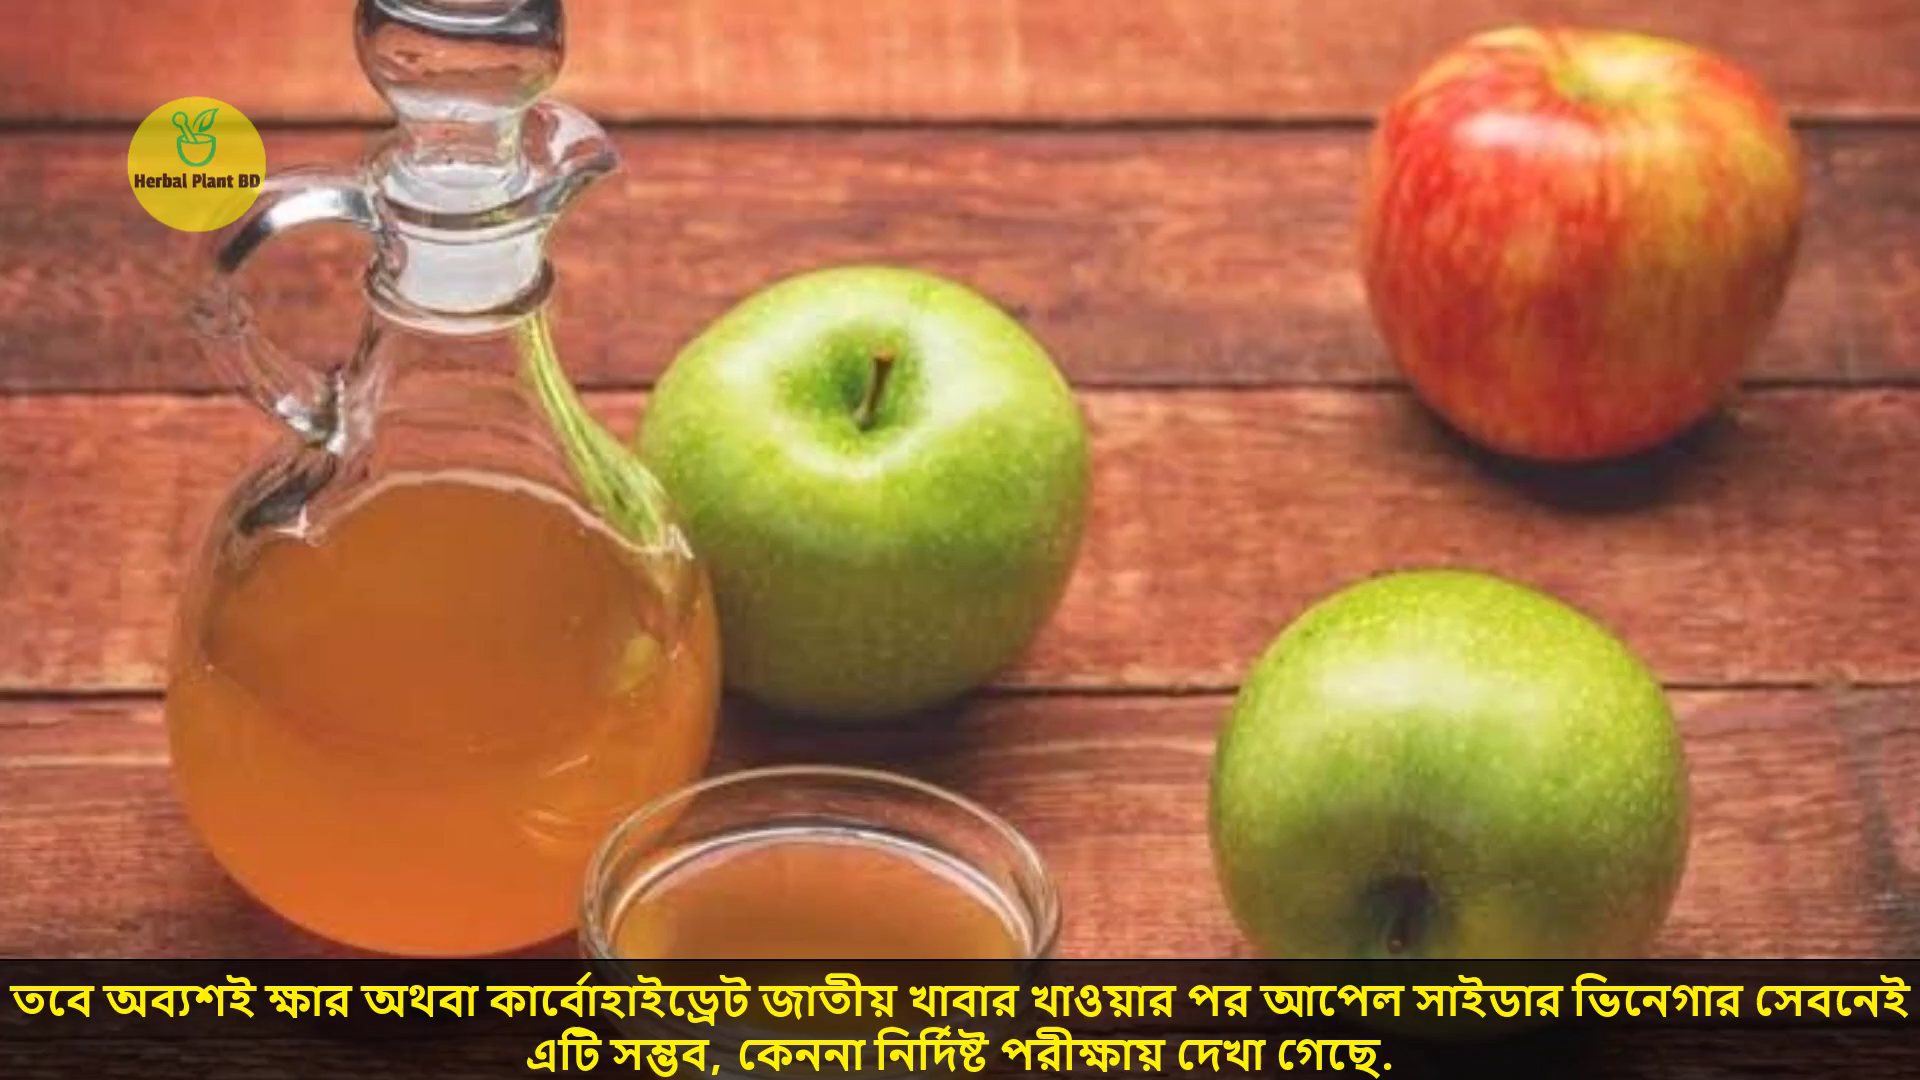 Herbal Plant BD
তবে অব্যশই ক্ষার অথবা কার্বোহাইড্রেট জাতীয় খাবার খাওয়ার পর আপেল সাইডার ভিনেগার সেবনেই
এটি সম্ভব, কেননা নির্দিষ্ট পরীক্ষায় দেখা গেছে.